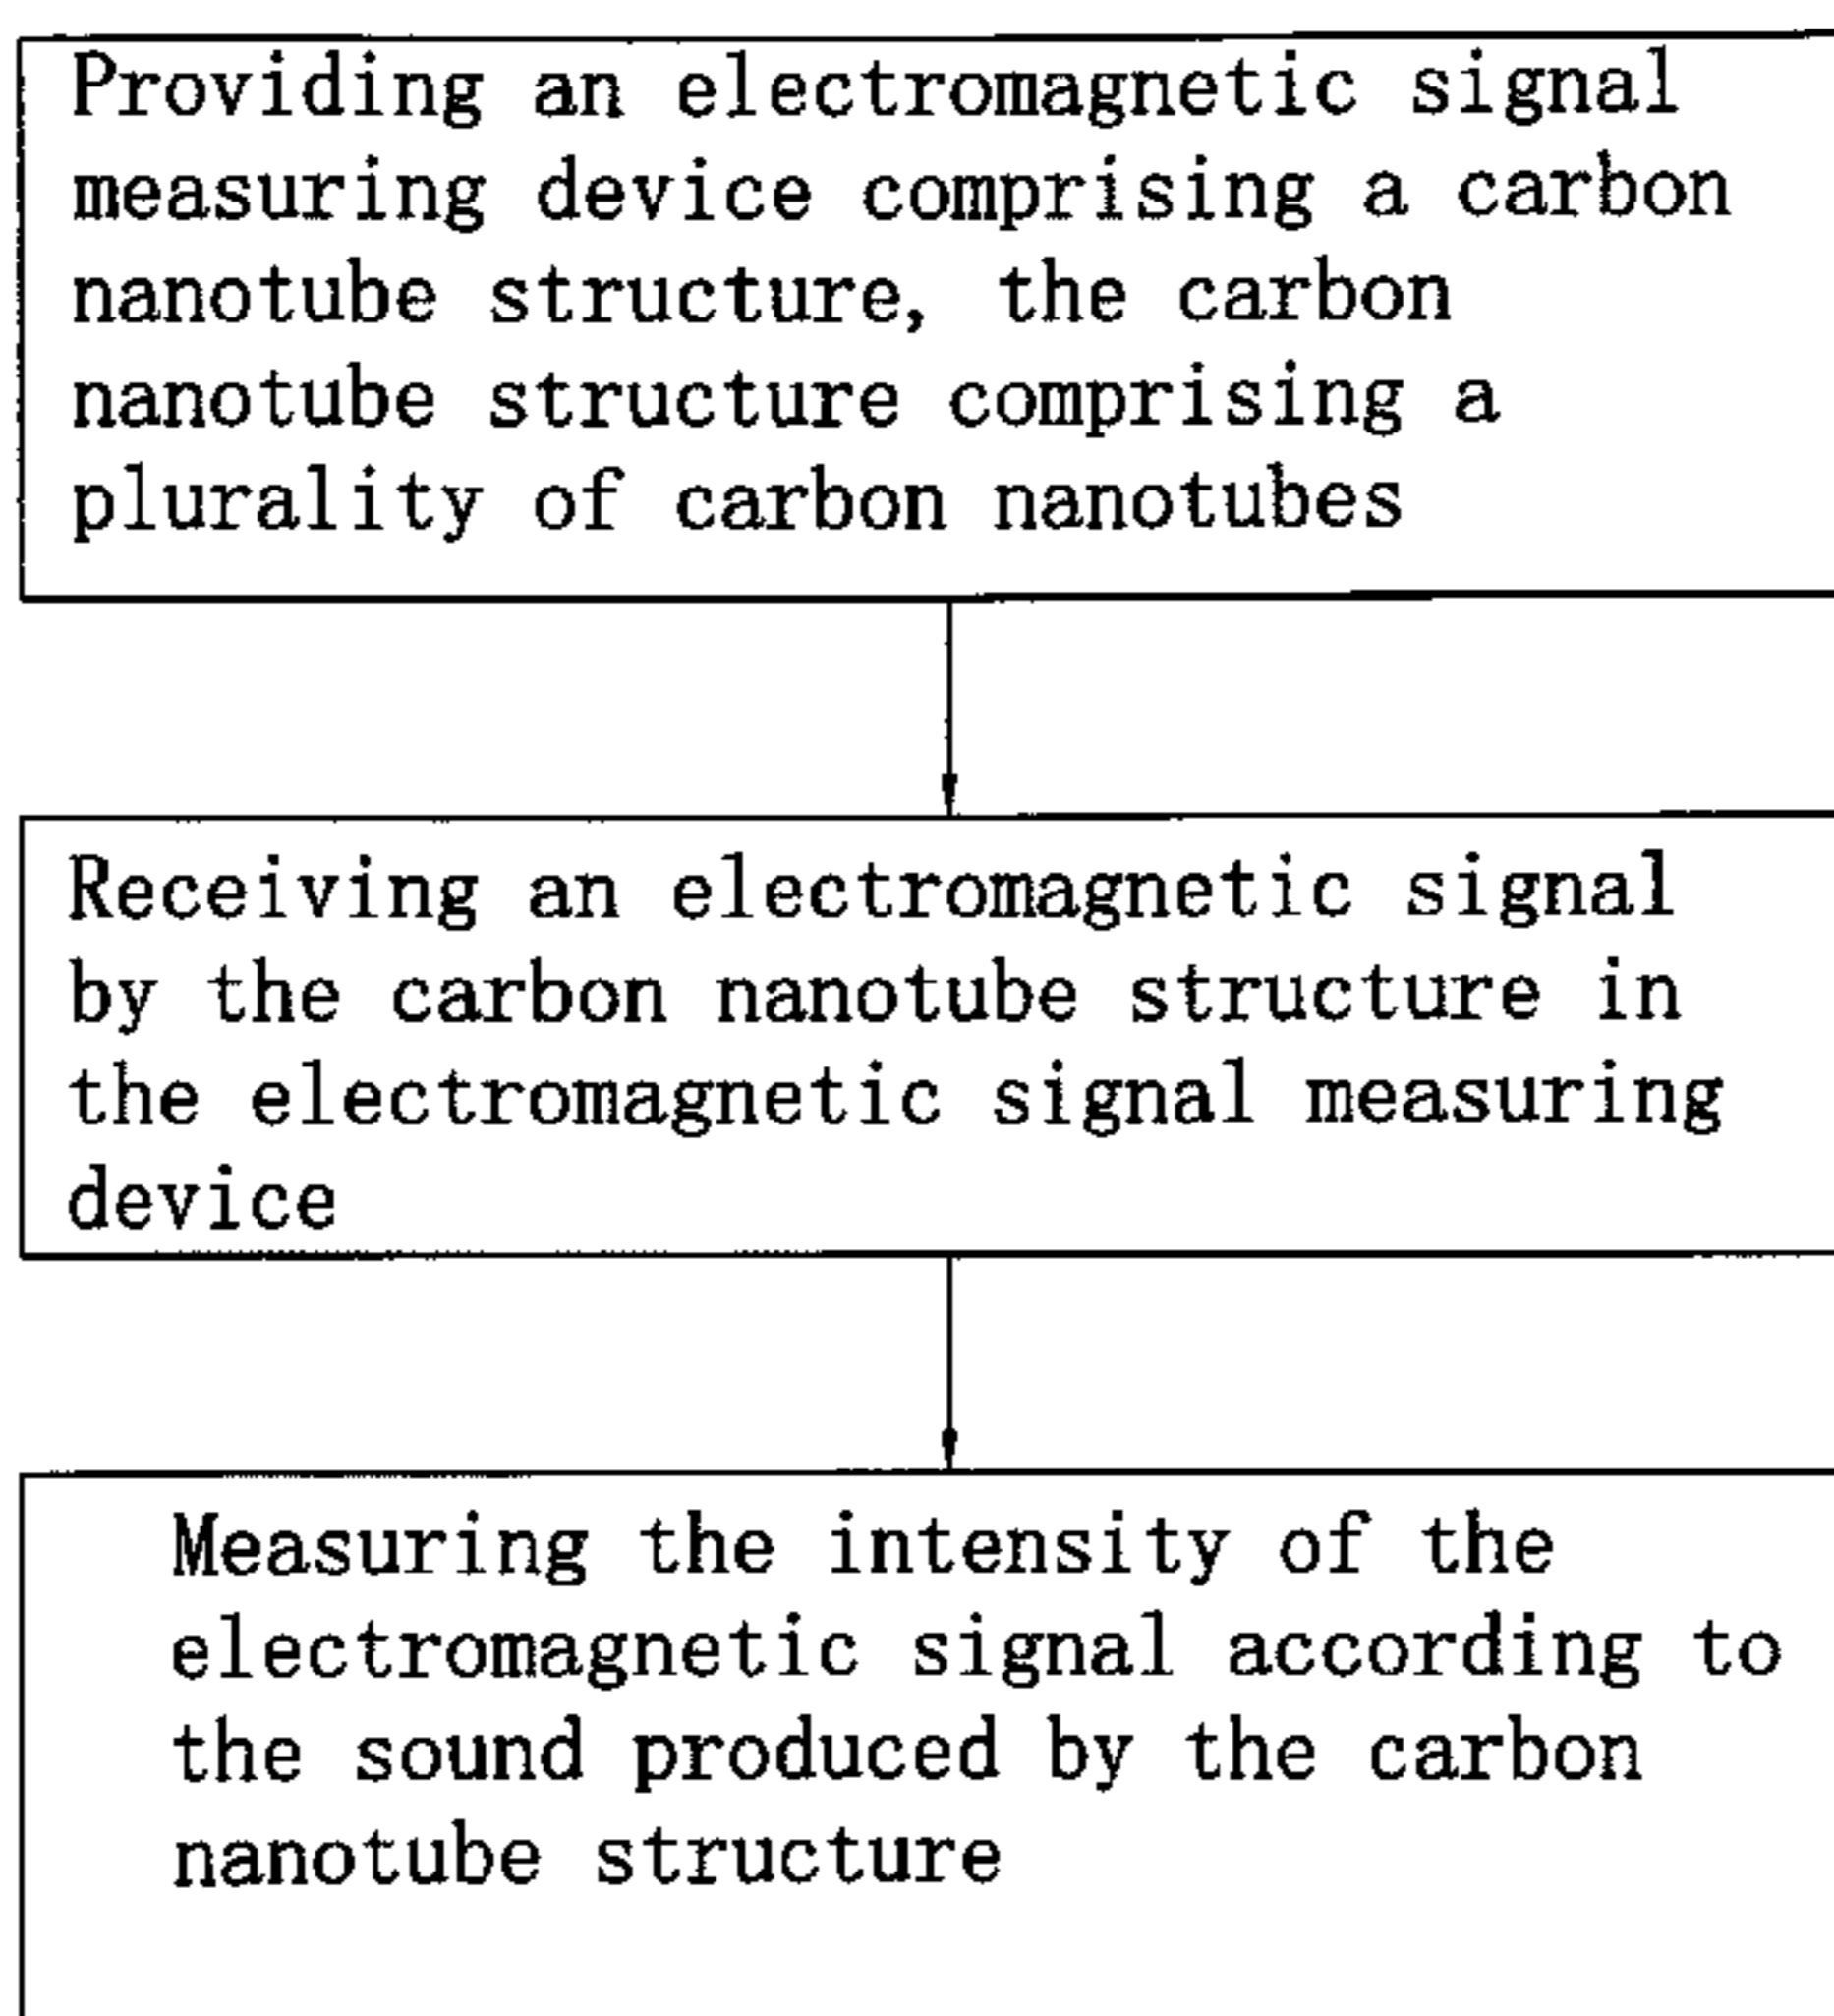 Providing an electromagnetic signal
measuring device comprising a carbon
nanotube structure, the carbon
nanotube structure comprising a
plurality of carbon nanotubes
Receiving an electromagnetic signal
by the carbon nanotube structure in
the electromagnetic signal measuring
device
Measuring the intensity of the
electromagnetic signal according to
the sound produced by the carbon
nanotube structure